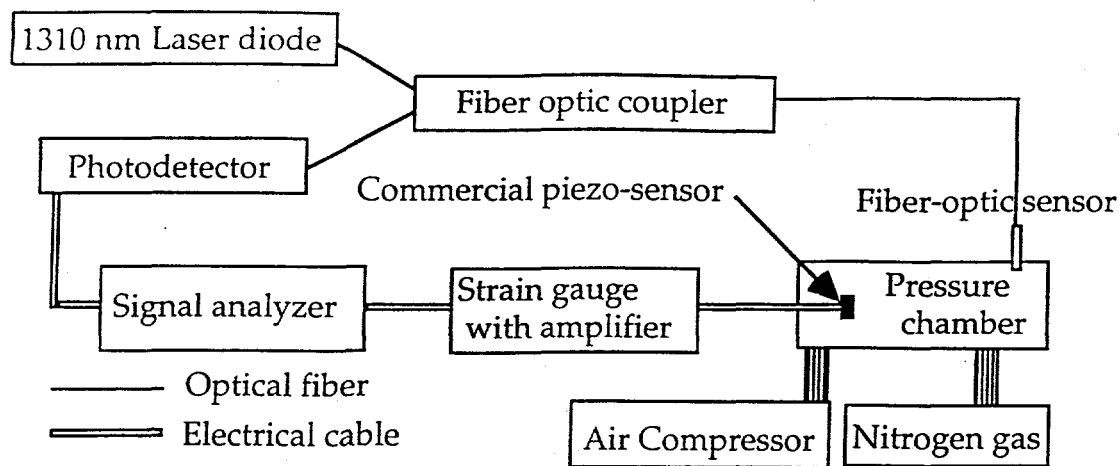 1310 nm Laser diode
Fiber optic coupler
Photodetector
Commercial piezo-sensor
Fiber-optic sensor
Signal analyzer
Strain gauge
with amplifier
Pressure
chamber
Optical fiber
Electrical cable
Air Compressor
Nitrogen gas